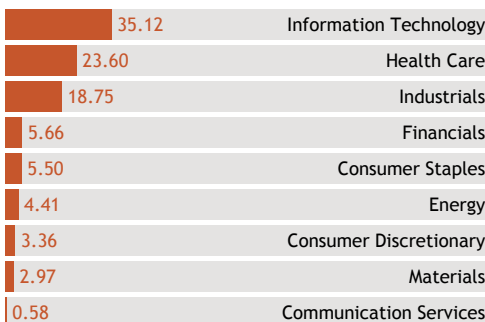 35.12 Information Technology
23.60 Health Care
18.75 Industrials
5.66 Financials
5.50 Consumer Staples
4.41 Energy
3.36 Consumer Discretionary
2.97 Materials
0.58 Communication Services